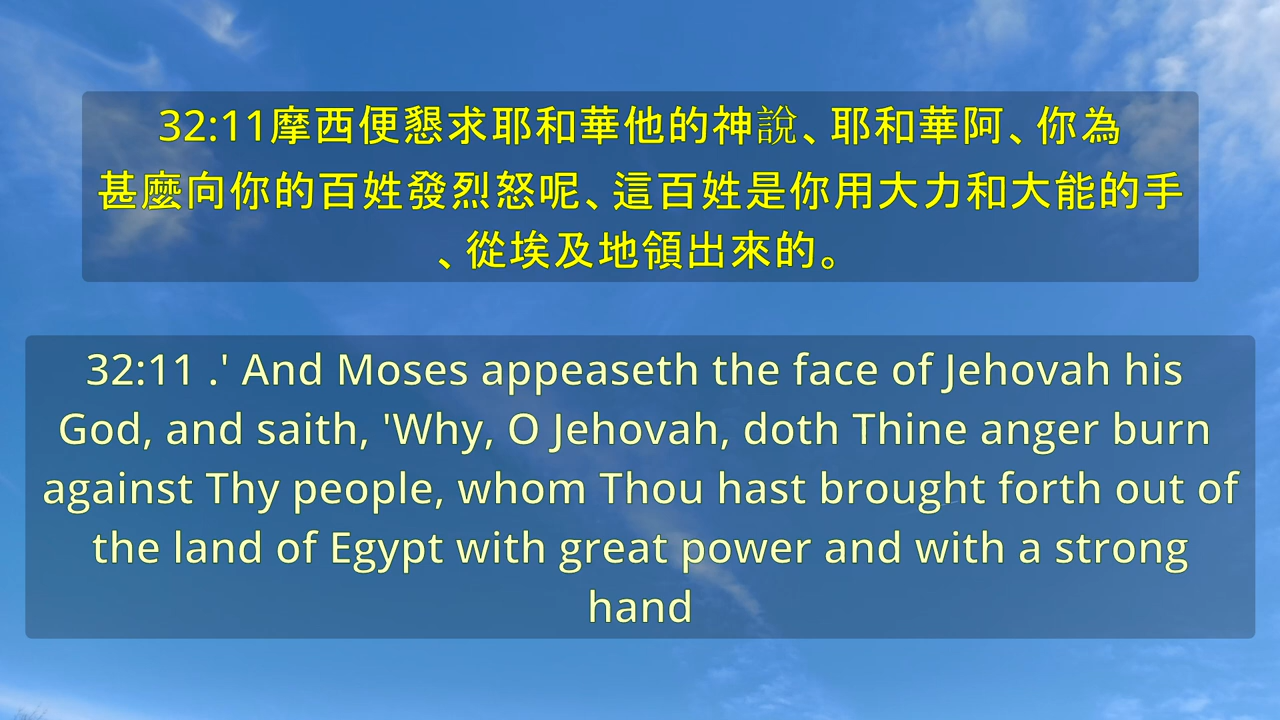 32:11摩西便懇求耶和華他的神說、耶和華阿、你為
甚麼向你的百姓發烈怒呢、這百姓是你用大力和大能的手
、從埃及地領出來的。
32:11 .' And Moses appeaseth the face of Jehovah his
God, and saith, 'Why, O Jehovah, doth Thine anger burn
against Thy people, whom Thou hast brought forth out of
the land of Egypt with great power and with a strong
hand